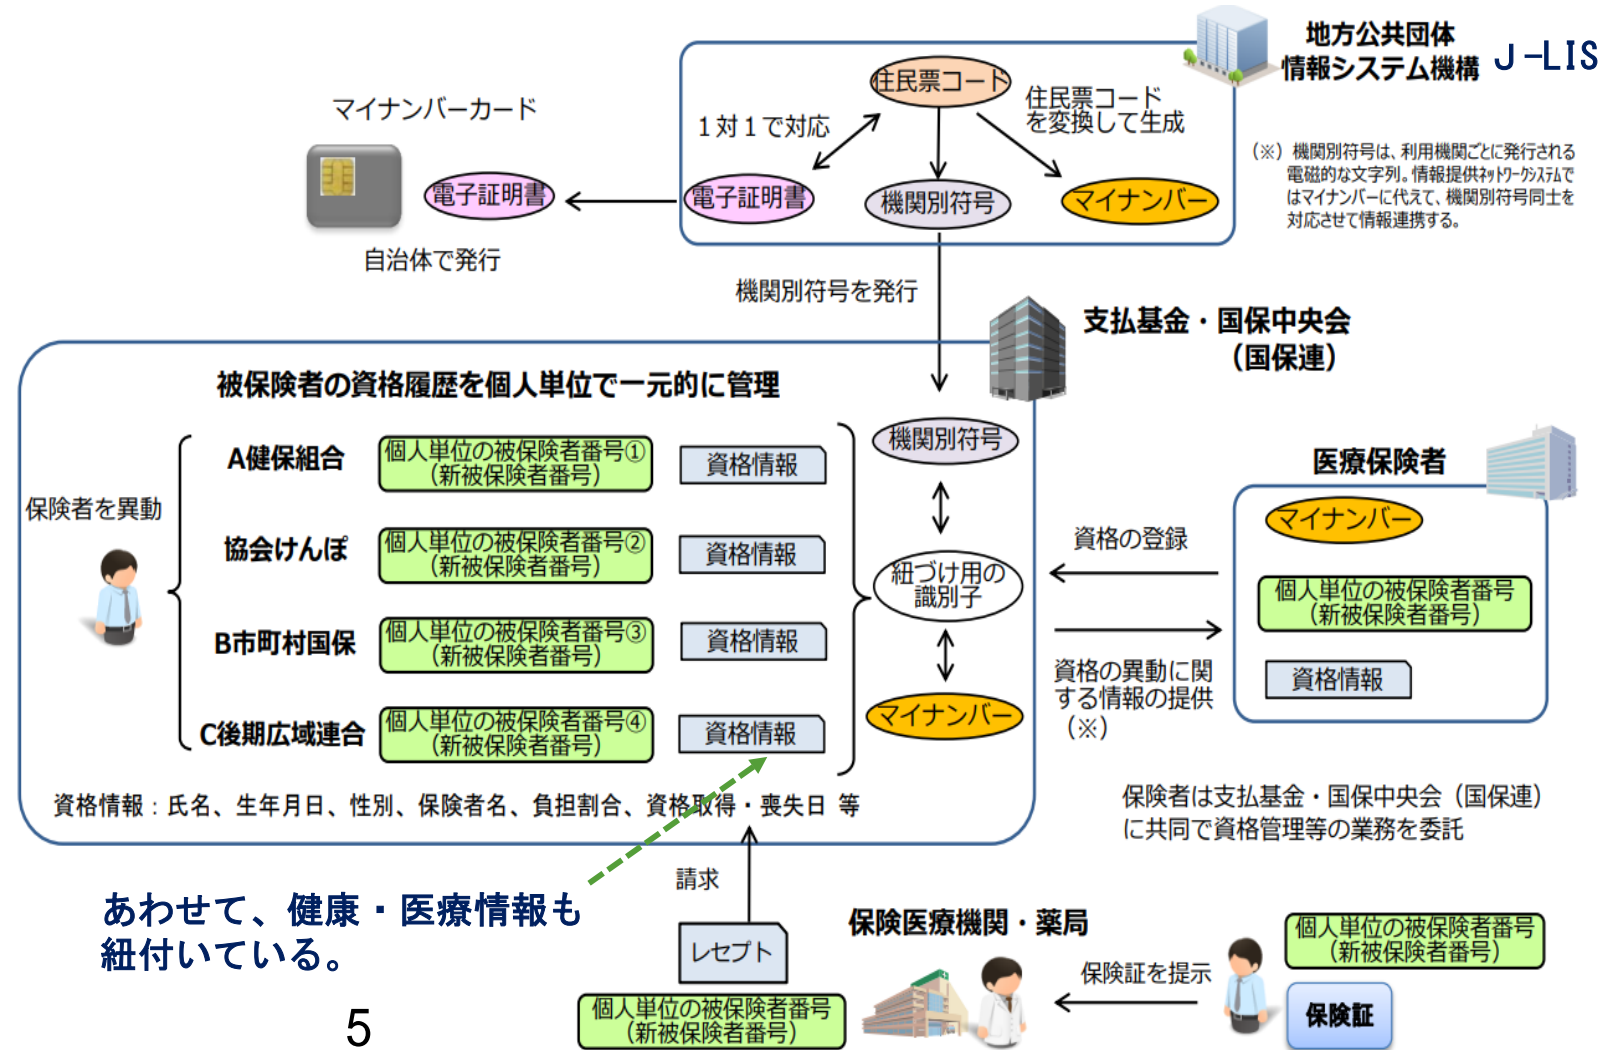 地方公共団体
情報システム機構
J-LIS
住民票コード
住民票コード
を変換して生成
1対1で対応
マイナンバーカード
電子証明書
電子証明書
機関別符号
マイナンバー
自治体で発行
(※)機関別符号は、利用機関ごとに発行される
電磁的な文字列。情報提供ネットワークシステムで
はマイナンバーに代えて、機関別符号同士を
対応させて情報連携する。
機関別符号を発行
支払基金・国保中央会
(国保連)
被保険者の資格履歴を個人単位で一元的に管理
保険者を異動
A健保組合
個人単位の被保険者番号①
(新被保険者番号)
資格情報
協会けんぽ
個人単位の被保険者番号②
(新被保険者番号)
資格情報
B市町村国保
個人単位の被保険者番号③
(新被保険者番号)
資格情報
C後期広域連合
個人単位の被保険者番号④
(新被保険者番号)
資格情報
機関別符号
紐づけ用の
識別子
マイナンバー
資格情報:氏名、生年月日、性別、保険者名、負担割合、資格取得・喪失日 等
資格の登録
資格の異動に関
する情報の提供
(※)
医療保険者
マイナンバー
個人単位の被保険者番号
(新被保険者番号)
資格情報
保険者は支払基金・国保中央会(国保連)
に共同で資格管理等の業務を委託
あわせて、健康・医療情報も
紐付いている。
請求
レセプト
個人単位の被保険者番号
(新被保険者番号)
保険医療機関・薬局
保険証を提示
個人単位の被保険者番号
(新被保険者番号)
保険証
5